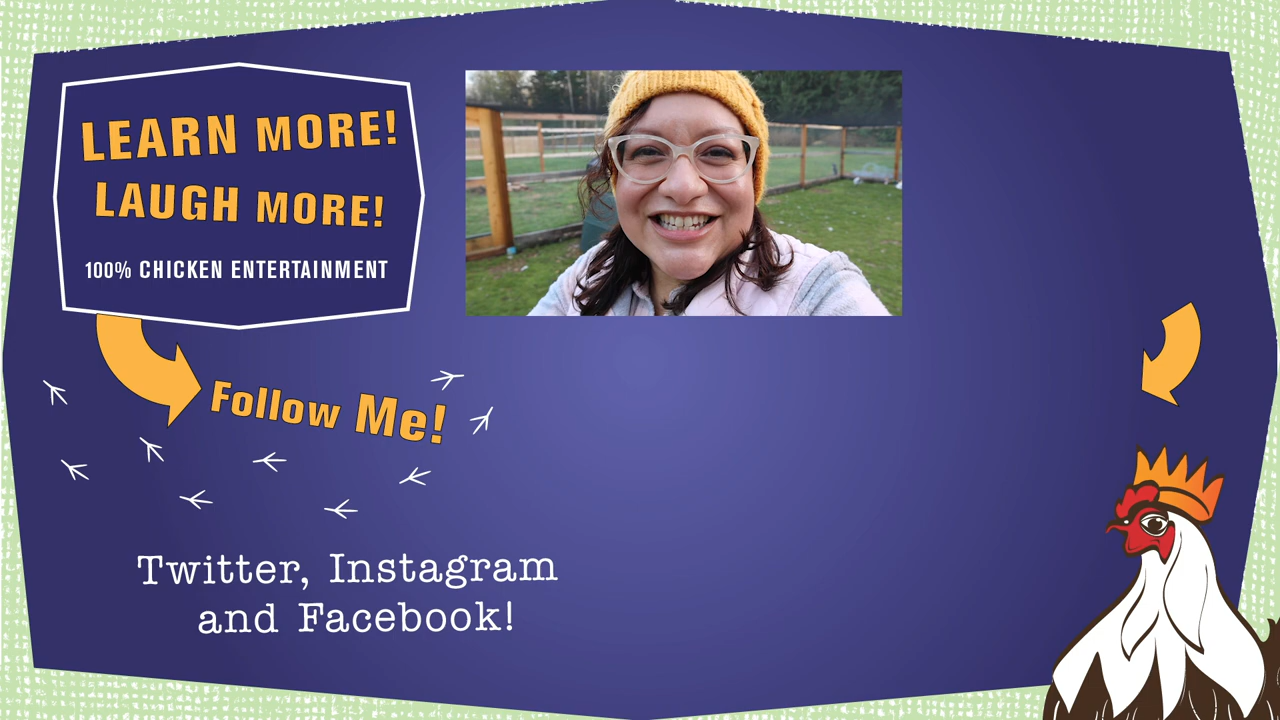 LEARN MORE!
LAUGH MORE!
100% CHICKEN ENTERTAINMENT
Follow Me!
Twitter, Instagram
and Facebook!